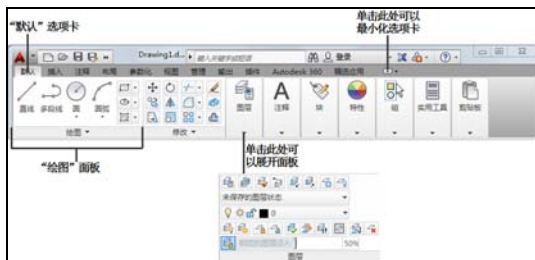 “默认”选项卡
单击此处可以
最小化选项卡
Drawing1.d...
键入关键字或短语
登录
默认 插入 注释 布局 参数化 视图 管理 输出 插件 Autodesk 360 精选应用
直线 多段线 圆 圆弧
图层 注释 块 特性 组 实用工具 剪贴板
绘图 修改
“绘图”面板
单击此处可
以展开面板
未保存的图层状态
0
50%
图层